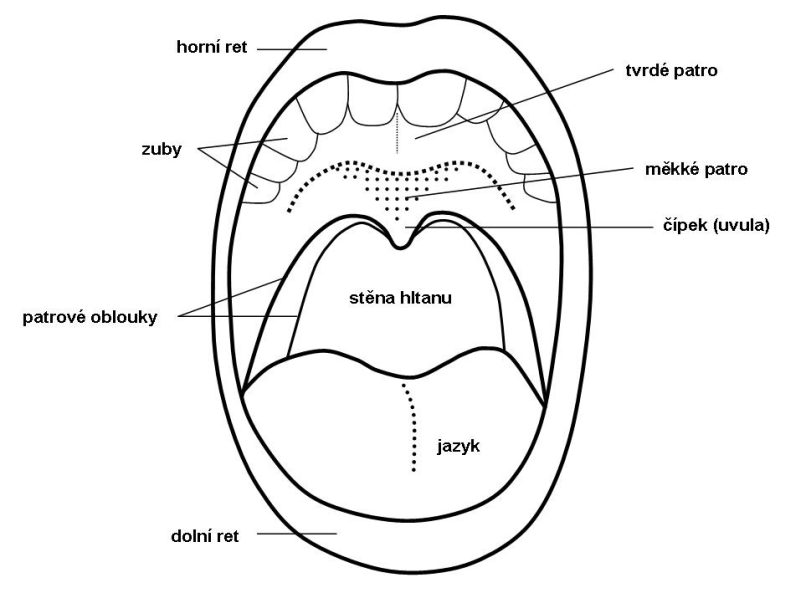 horní ret
tvrdé patro
zuby
měkké patro
čípek (uvula)
stěna hltanu
patrové oblouky
jazyk
dolní ret